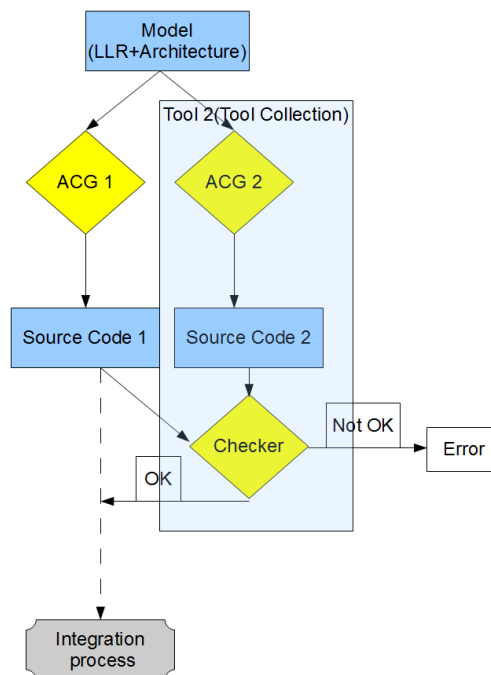 Model
(LLR+Architecture)
Tool 2(Tool Collection)
ACG 1
ACG 2
Source Code 1
Source Code 2
Checker
Not OK
Error
OK
Integration
process